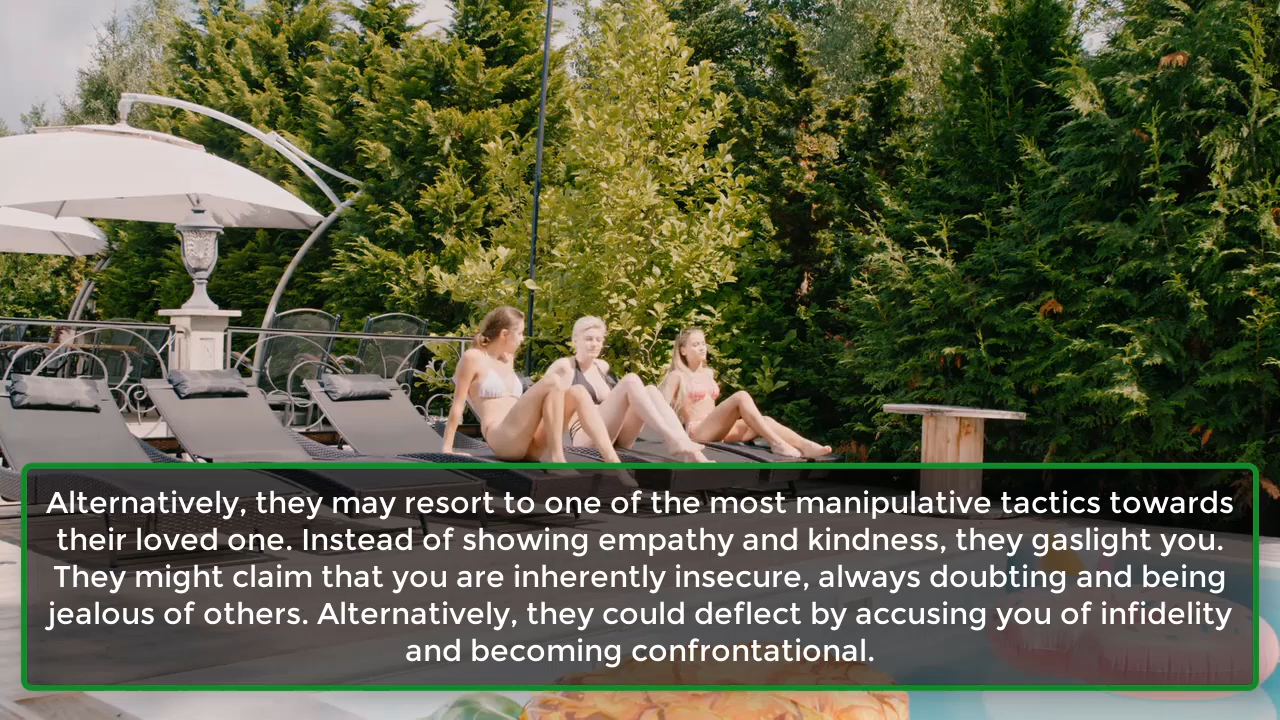 Alternatively, they may resort to one of the most manipulative tactics towards
their loved one. Instead of showing empathy and kindness, they gaslight you.
They might claim that you are inherently insecure, always doubting and being
jealous of others. Alternatively, they could deflect by accusing you of infidelity
and becoming confrontational.